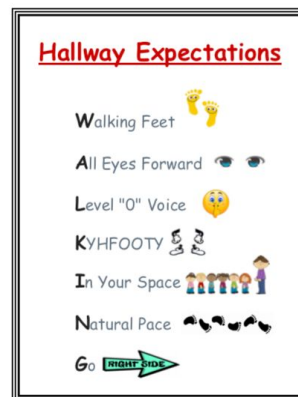 Hallway Expectations
Walking Feet
All Eyes Forward
Level "0" Voice
KYHFOOTY
In Your Space
Natural Pace
Go RIGHT SIDE